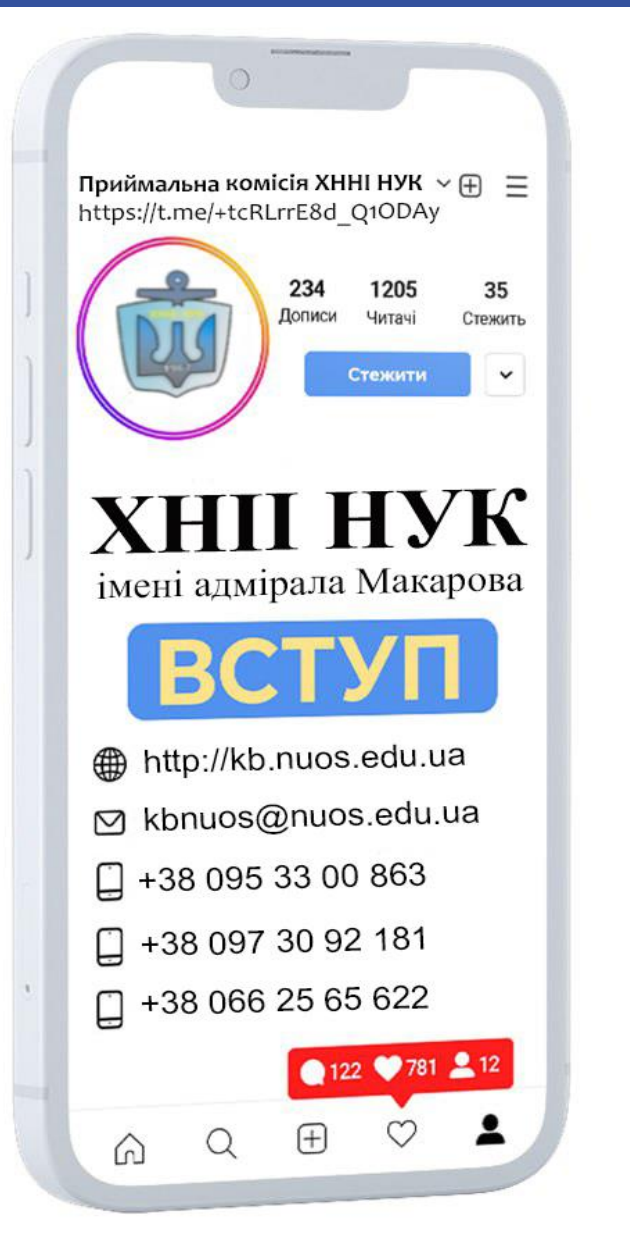 Приймальна комісія ХННІ НУК
https://t.me/+tcRLrrE8d_Q1ODAy
234 1205 35
Дописи Читачі Стежить
Стежити
ХНІІ НУК
імені адмірала Макарова
ВСТУП
http://kb.nuos.edu.ua
kbnuos@nuos.edu.ua
+38 095 33 00 863
+38 097 30 92 181
+38 066 25 65 622
122 781 12